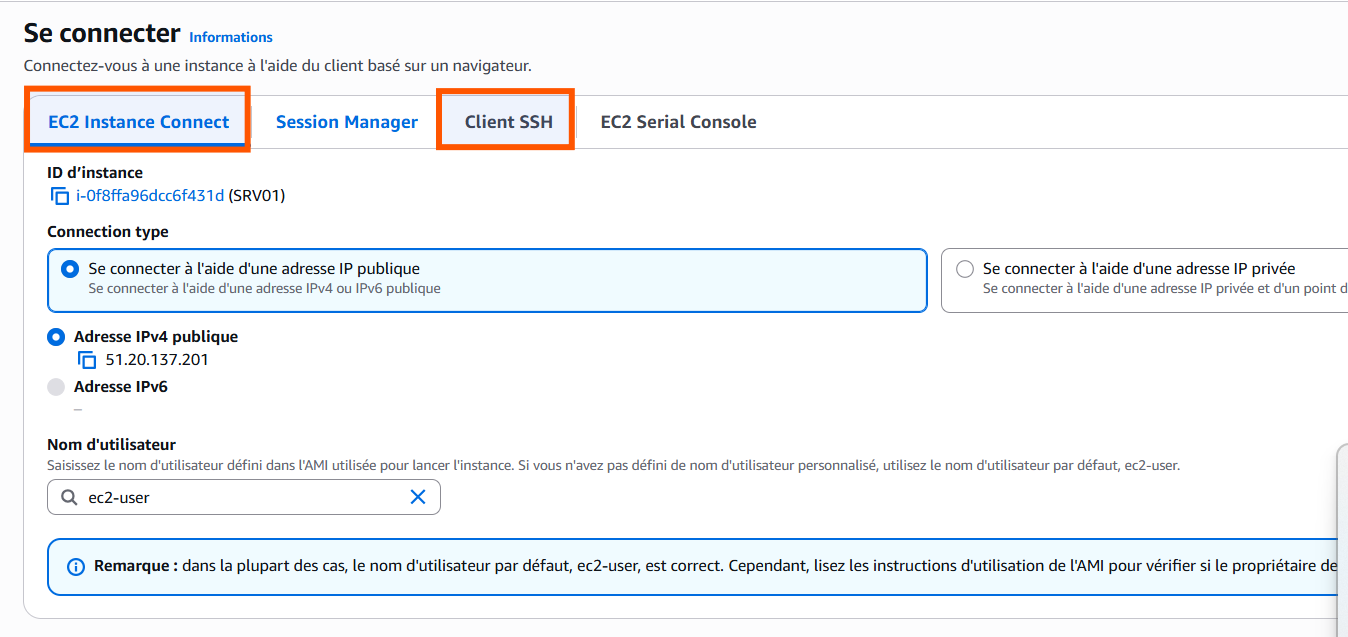 Se connecter Informations
Connectez-vous à une instance à l'aide du client basé sur un navigateur.
EC2 Instance Connect Session Manager Client SSH EC2 Serial Console
ID d’instance
i-0f8ffa96dcc6f431d (SRV01)
Connection type
Se connecter à l'aide d'une adresse IP publique Se connecter à l'aide d'une adresse IP privée
Se connecter à l'aide d'une adresse IPv4 ou IPv6 publique Se connecter à l'aide d'une adresse IP privée et d'un point d
Adresse IPv4 publique
51.20.137.201
Adresse IPv6
–
Nom d'utilisateur
Saisissez le nom d'utilisateur défini dans l'AMI utilisée pour lancer l'instance. Si vous n'avez pas défini de nom d'utilisateur personnalisé, utilisez le nom d'utilisateur par défaut, ec2-user.
ec2-user
Remarque : dans la plupart des cas, le nom d'utilisateur par défaut, ec2-user, est correct. Cependant, lisez les instructions d'utilisation de l'AMI pour vérifier si le propriétaire de